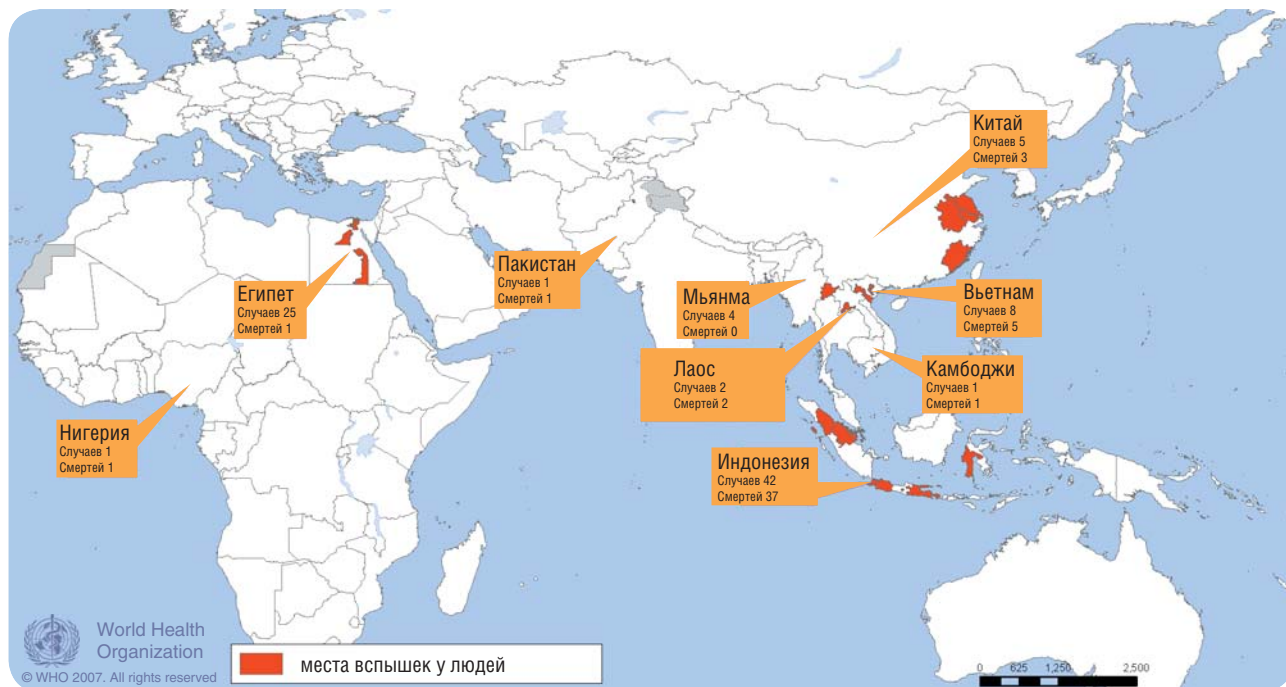 Китай
Случаев 5
Смертей 3
Пакистан
Случаев 1
Смертей 1
Египет
Случаев 25
Смертей 1
Мьянма
Случаев 4
Смертей 0
Вьетнам
Случаев 8
Смертей 5
Лаос
Случаев 2
Смертей 2
Камбоджи
Случаев 1
Смертей 1
Нигерия
Случаев 1
Смертей 1
Индонезия
Случаев 42
Смертей 37
World Health
Organization
© WHO 2007. All rights reserved
места вспышек у людей
0 625 1,250 2,500